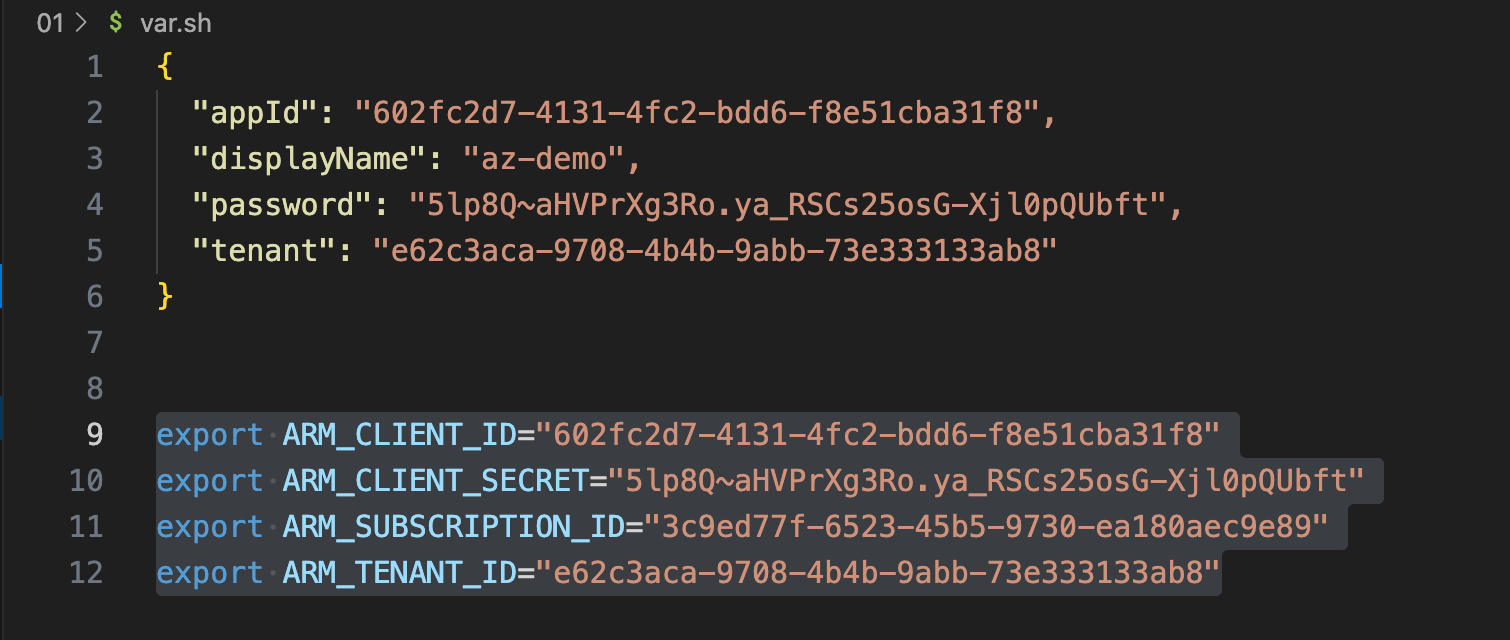 01 > $ var.sh
1 {
2 "appId": "602fc2d7-4131-4fc2-bdd6-f8e51cba31f8",
3 "displayName": "az-demo",
4 "password": "5lp8Q~aHVPrXg3Ro.ya_RSCs25osG-Xjl0pQUbft",
5 "tenant": "e62c3aca-9708-4b4b-9abb-73e333133ab8"
6 }
7
8
9 export ARM_CLIENT_ID="602fc2d7-4131-4fc2-bdd6-f8e51cba31f8"
10 export ARM_CLIENT_SECRET="5lp8Q~aHVPrXg3Ro.ya_RSCs25osG-Xjl0pQUbft"
11 export ARM_SUBSCRIPTION_ID="3c9ed77f-6523-45b5-9730-ea180aec9e89"
12 export ARM_TENANT_ID="e62c3aca-9708-4b4b-9abb-73e333133ab8"